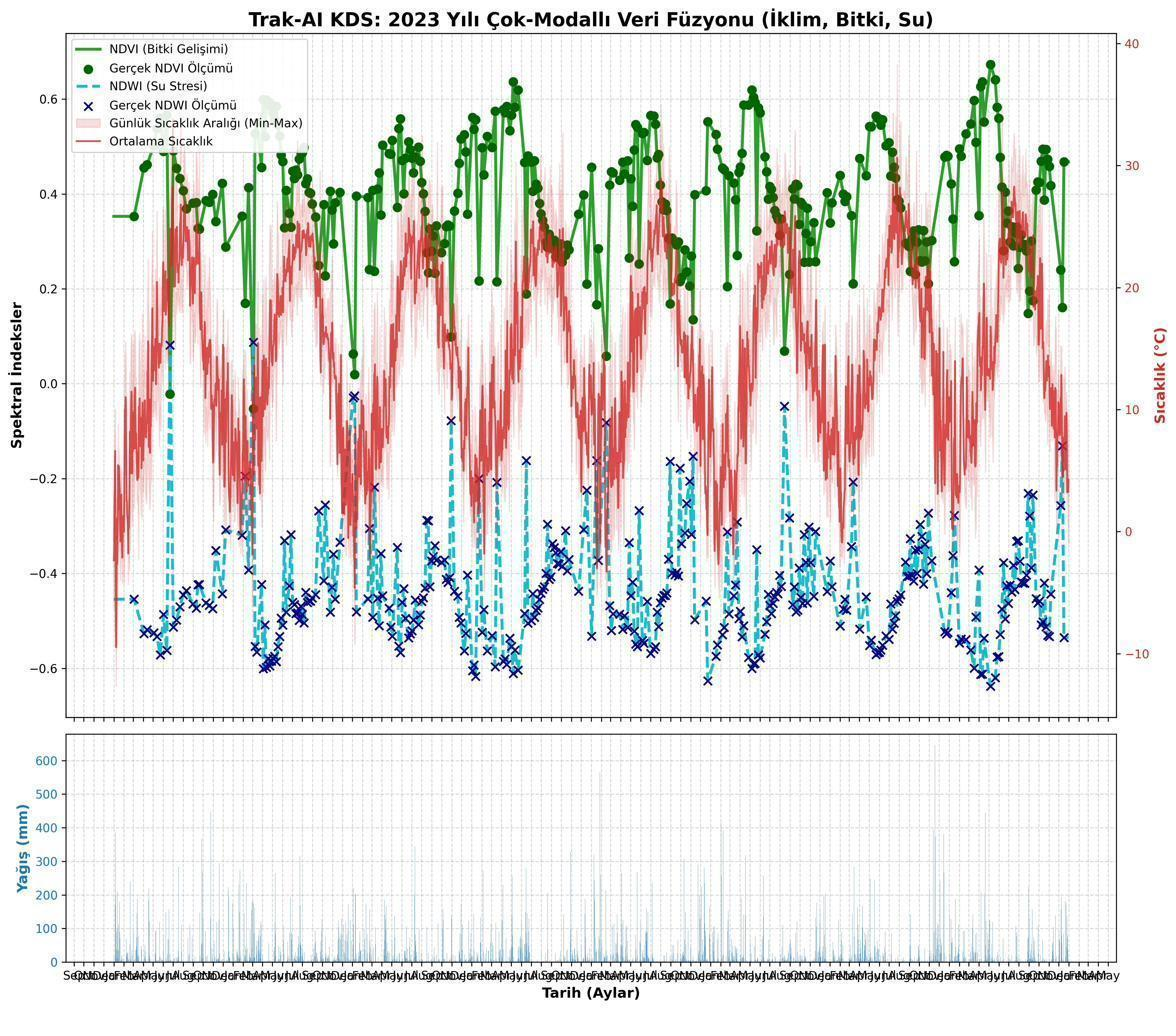 Trak-AI KDS: 2023 Yılı Çok-Modallı Veri Füzyonu (İklim, Bitki, Su)
NDVI (Bitki Gelişimi)
Gerçek NDVI Ölçümü
NDWI (Su Stresi)
Gerçek NDWI Ölçümü
Günlük Sıcaklık Aralığı (Min-Max)
Ortalama Sıcaklık
Spektral İndeksler
0.6
0.4
0.2
0.0
−0.2
−0.4
−0.6
Sıcaklık (°C)
40
30
20
10
0
−10
Yağış (mm)
600
500
400
300
200
100
0
Tarih (Aylar)